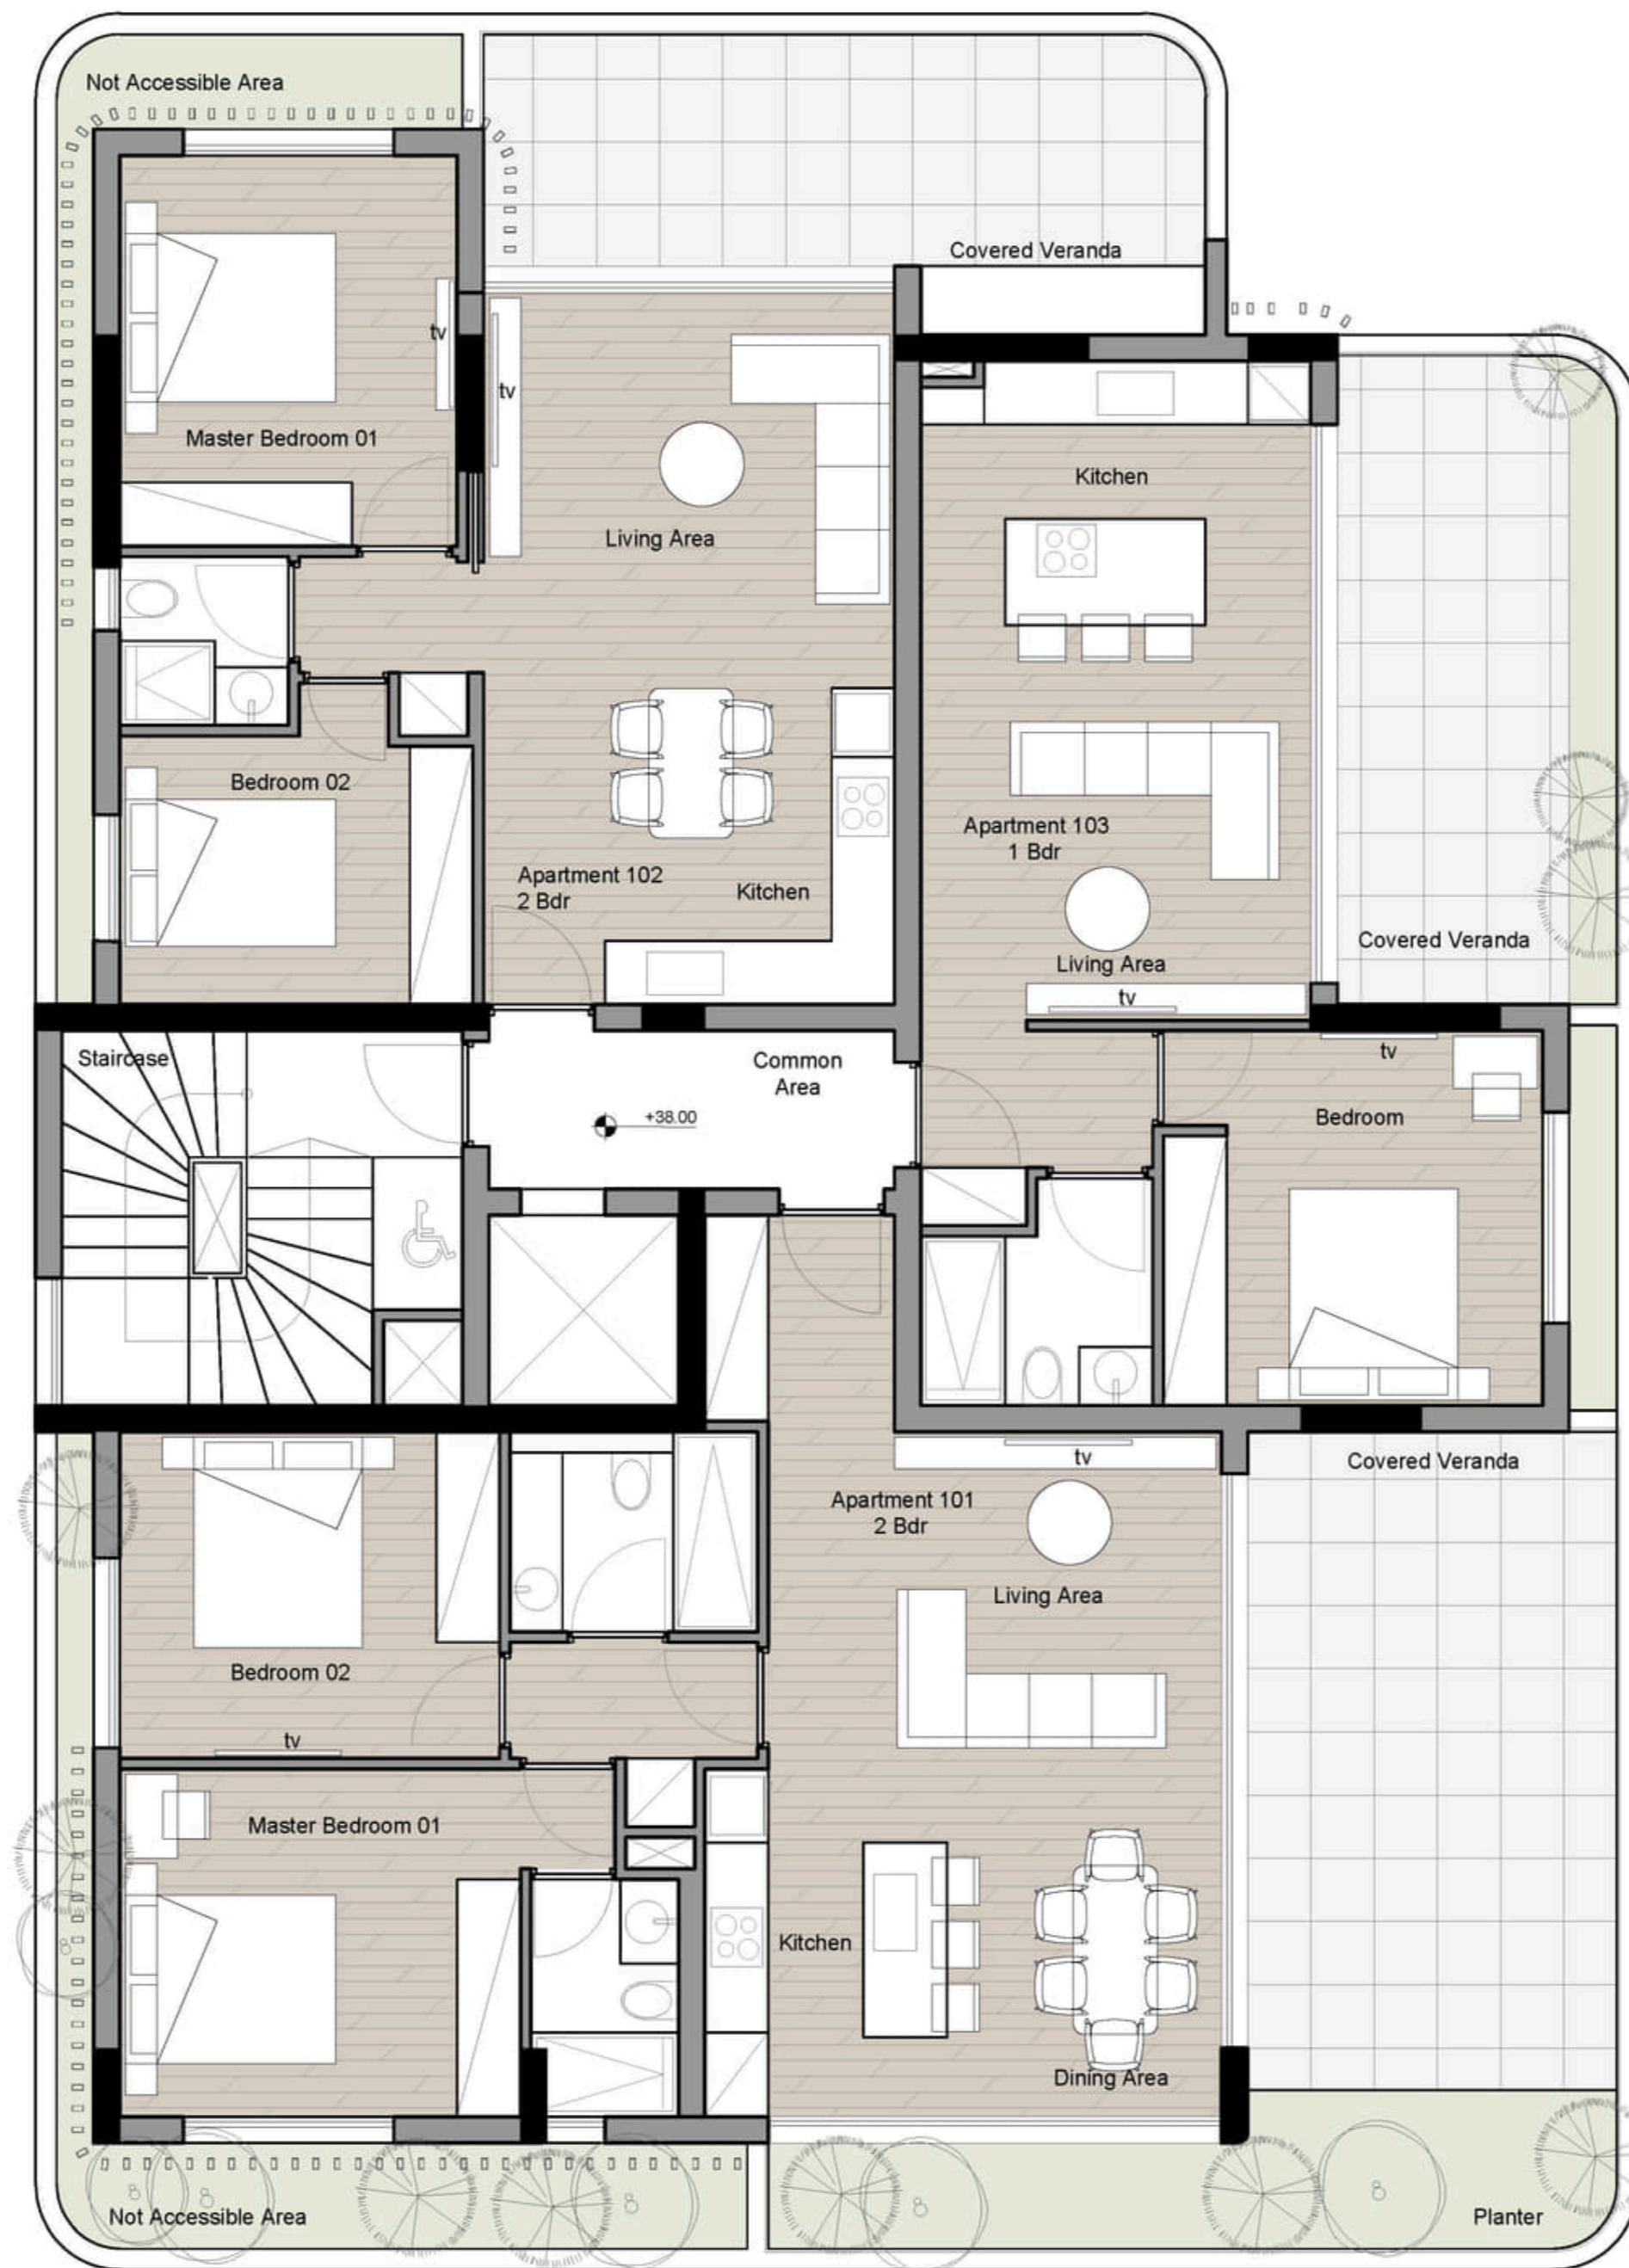 Not Accessible Area
Covered Veranda
tv
tv
Master Bedroom 01
Living Area
Kitchen
Bedroom 02
Apartment 102
2 Bdr
Kitchen
Apartment 103
1 Bdr
Covered Veranda
Living Area
tv
Staircase
Common
Area
+38.00
tv
Bedroom
tv
Covered Veranda
Apartment 101
2 Bdr
Living Area
Bedroom 02
tv
Master Bedroom 01
Kitchen
Dining Area
Not Accessible Area
Planter